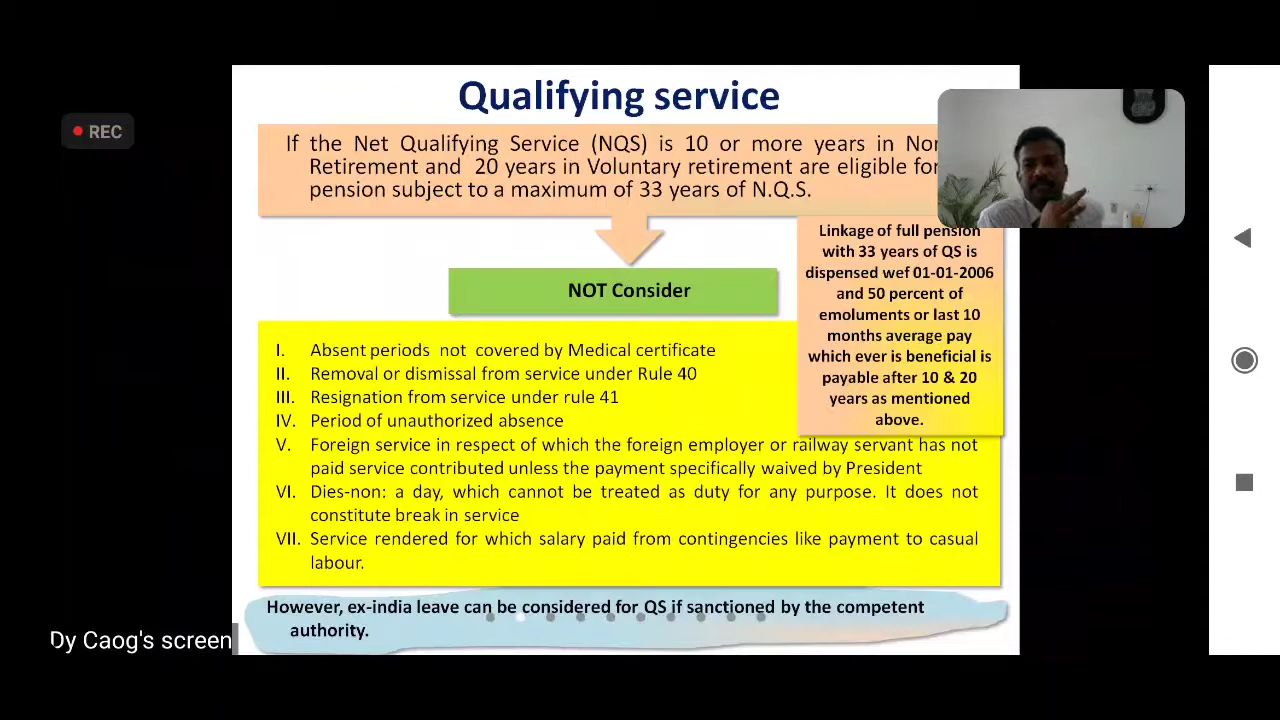 Qualifying service
REC
If the Net Qualifying Service (NQS) is 10 or more years in
Retirement and 20 years in Voluntary retirement are eligible for
pension subject to a maximum of 33 years of N.Q.S.
Linkage of full pension
with 33 years of QS is
dispensed wef 01-01-2006
and 50 percent of
emoluments or last 10
months average pay
which ever is beneficial is
payable after 10 & 20
years as mentioned
above.
NOT Consider
I. Absent periods not covered by Medical certificate
II. Removal or dismissal from service under Rule 40
III. Resignation from service under rule 41
IV. Period of unauthorized absence
V. Foreign service in respect of which the foreign employer or railway servant has not
paid service contributed unless the payment specifically waived by President
VI. Dies-non: a day, which cannot be treated as duty for any purpose. It does not
constitute break in service
VII. Service rendered for which salary paid from contingencies like payment to casual
labour.
However, ex-india leave can be considered for QS if sanctioned by the competent
authority.
Dy Caog's screen